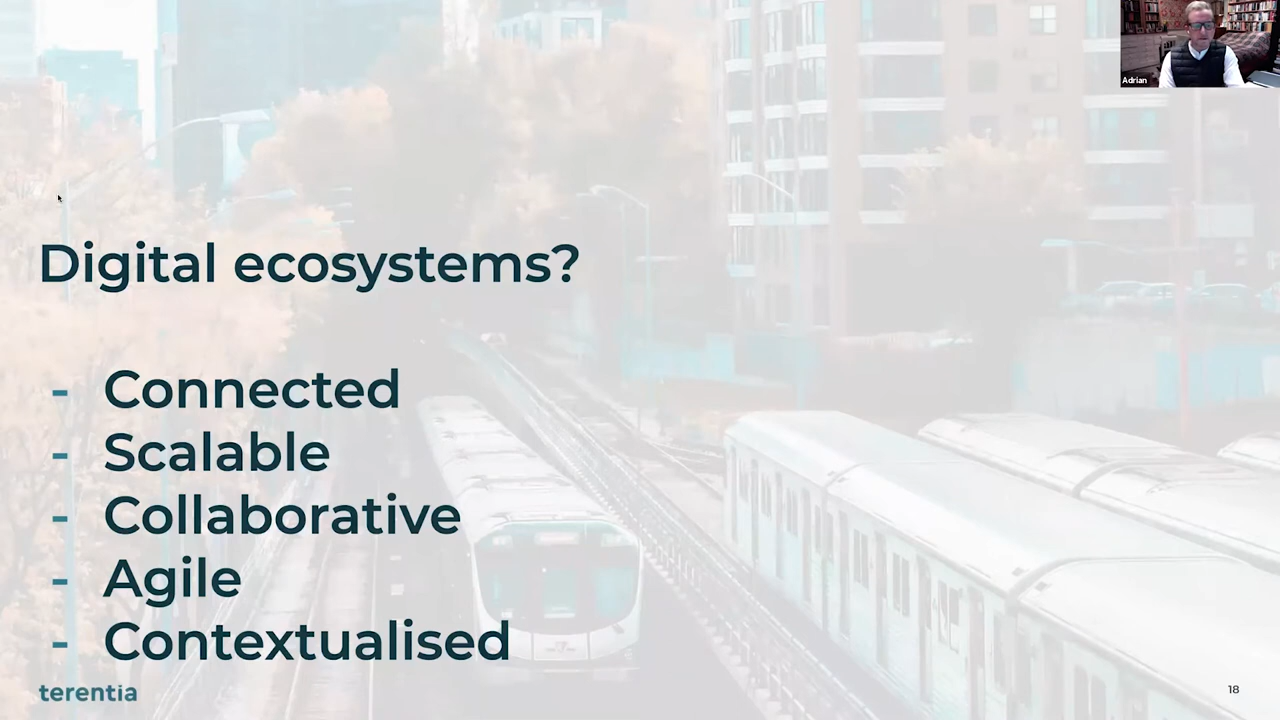 Adrian
Digital ecosystems?
- Connected
- Scalable
- Collaborative
- Agile
- Contextualised
terentia
18